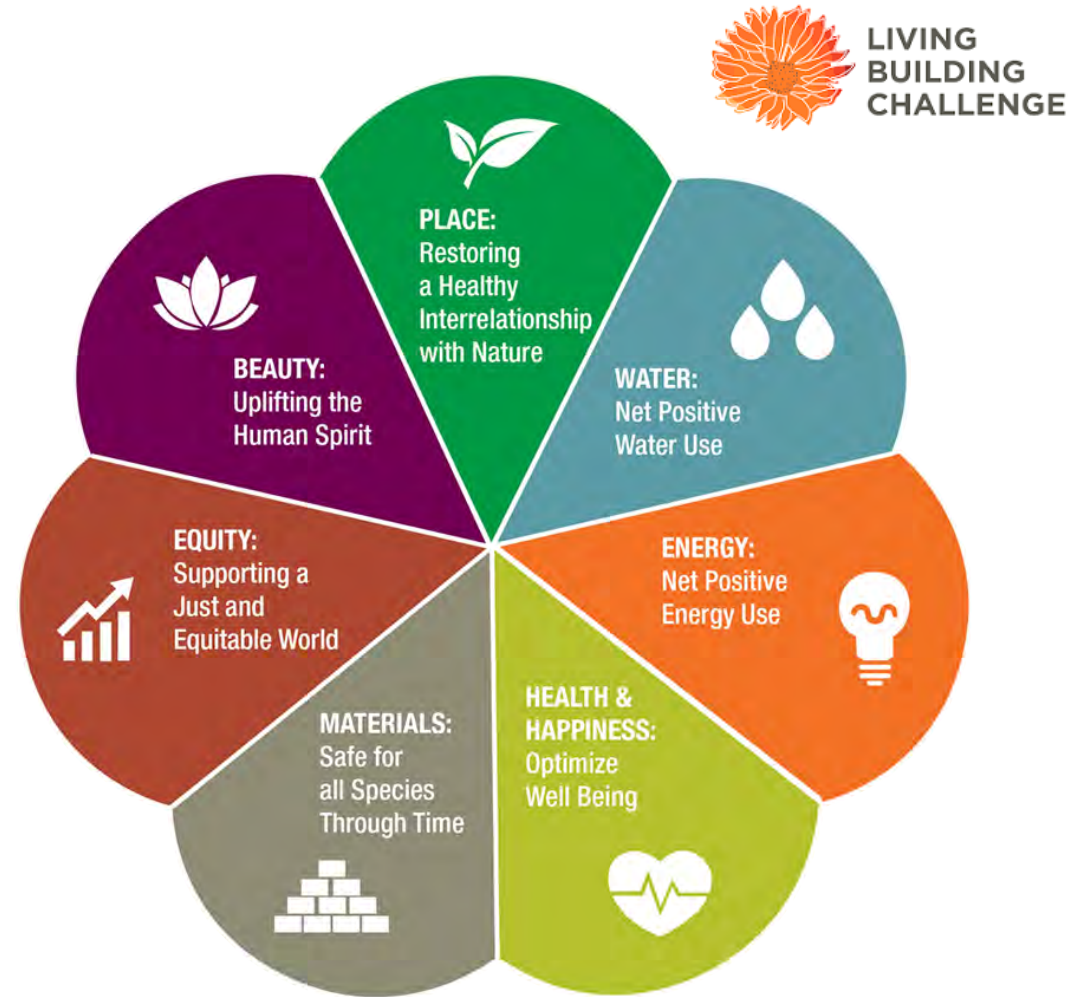 LIVING
BUILDING
CHALLENGE
PLACE:
Restoring
a Healthy
Interrelationship
with Nature
WATER:
Net Positive
Water Use
ENERGY:
Net Positive
Energy Use
HEALTH &
HAPPINESS:
Optimize
Well Being
MATERIALS:
Safe for
all Species
Through Time
EQUITY:
Supporting a
Just and
Equitable World
BEAUTY:
Uplifting the
Human Spirit